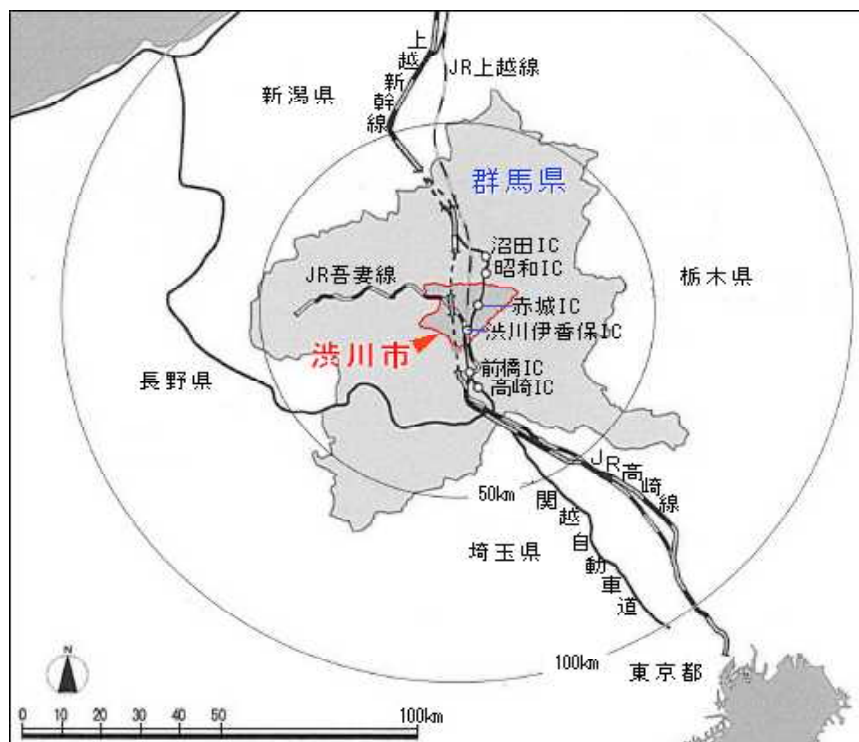 上越新幹線
JR上越線
新潟県
群馬県
沼田IC
昭和IC
栃木県
JR吾妻線
赤城IC
渋川伊香保IC
渋川市
前橋IC
長野県
高崎IC
JR高崎線
50km
関越自動車道
埼玉県
100km
東京都
N
0 10 20 30 40 50 100km